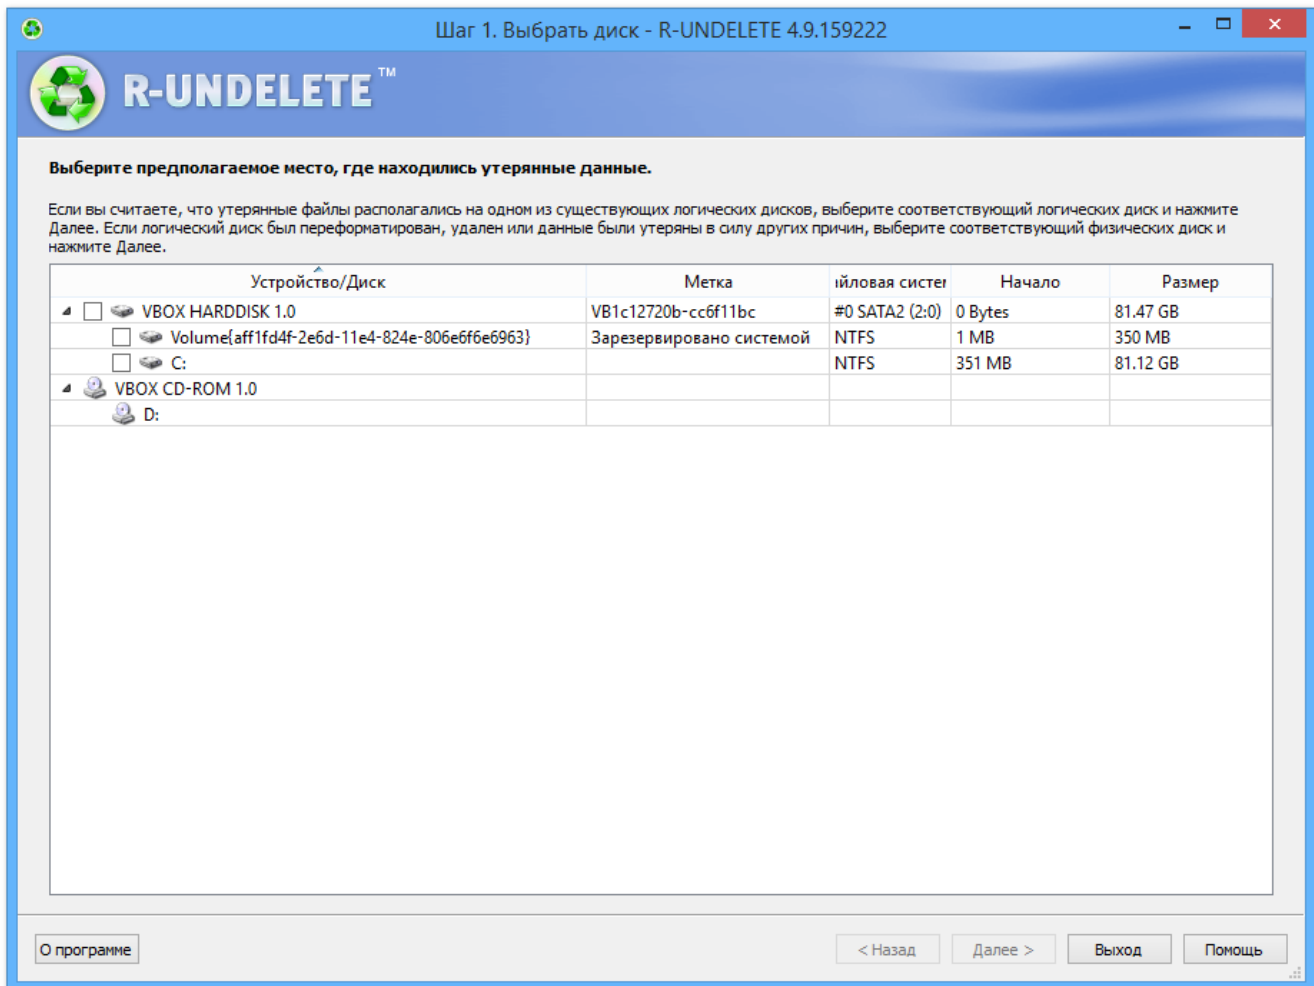 Шаг 1. Выбрать диск - R-UNDELETE 4.9.159222
R-UNDELETE™
Выберите предполагаемое место, где находились утерянные данные.
Если вы считаете, что утерянные файлы располагались на одном из существующих логических дисков, выберите соответствующий логических диск и нажмите
Далее. Если логический диск был переформатирован, удален или данные были утеряны в силу других причин, выберите соответствующий физических диск и
нажмите Далее.
Устройство/Диск Метка йловая систем Начало Размер
VBOX HARDDISK 1.0 VB1c12720b-cc6f11bc #0 SATA2 (2:0) 0 Bytes 81.47 GB
Volume{aff1fd4f-2e6d-11e4-824e-806e6f6e6963} Зарезервировано системой NTFS 1 MB 350 MB
C: NTFS 351 MB 81.12 GB
VBOX CD-ROM 1.0
D:
О программе < Назад Далее > Выход Помощь